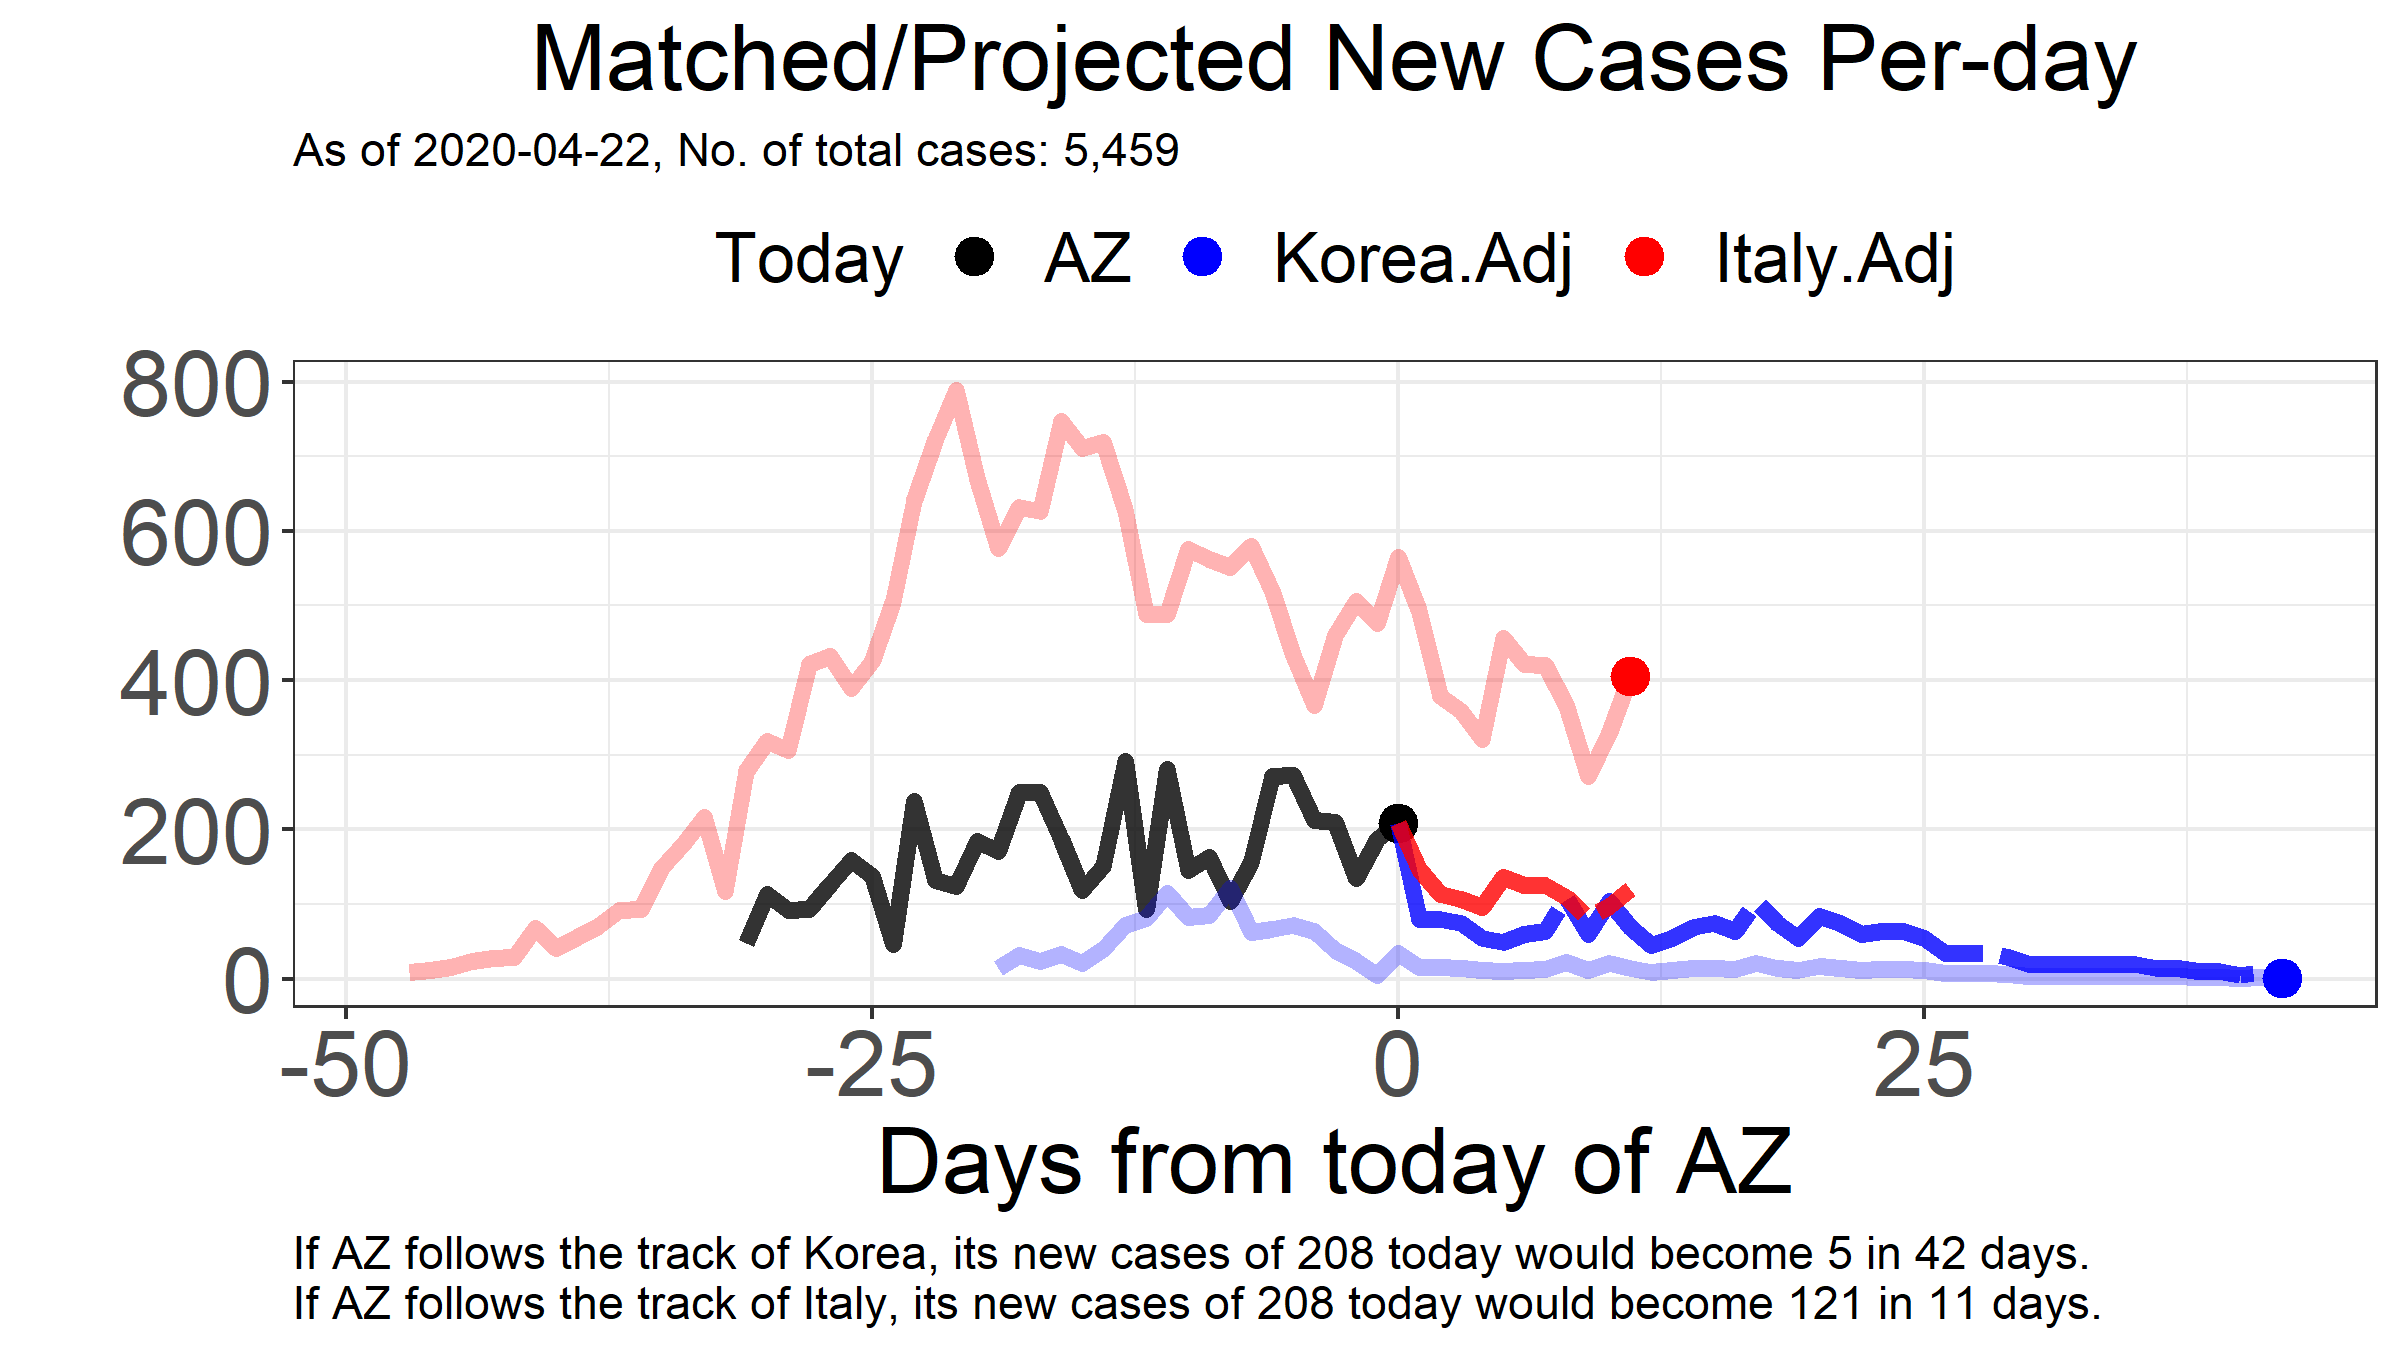 Matched/Projected New Cases Per-day
As of 2020-04-22, No. of total cases: 5,459
Today AZ Korea.Adj Italy.Adj
800
600
400
200
0
-50 -25 0 25
Days from today of AZ
If AZ follows the track of Korea, its new cases of 208 today would become 5 in 42 days.
If AZ follows the track of Italy, its new cases of 208 today would become 121 in 11 days.